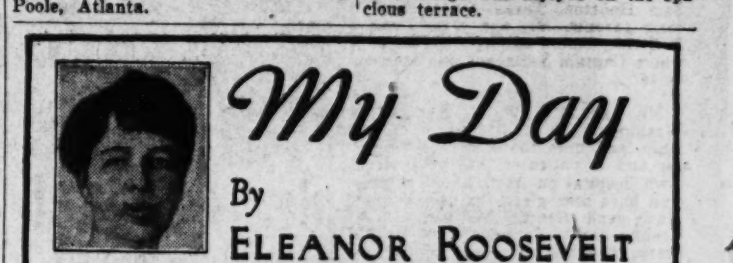 Poole, Atlanta.
cious terrace.
My Day
By
ELEANOR ROOSEVELT